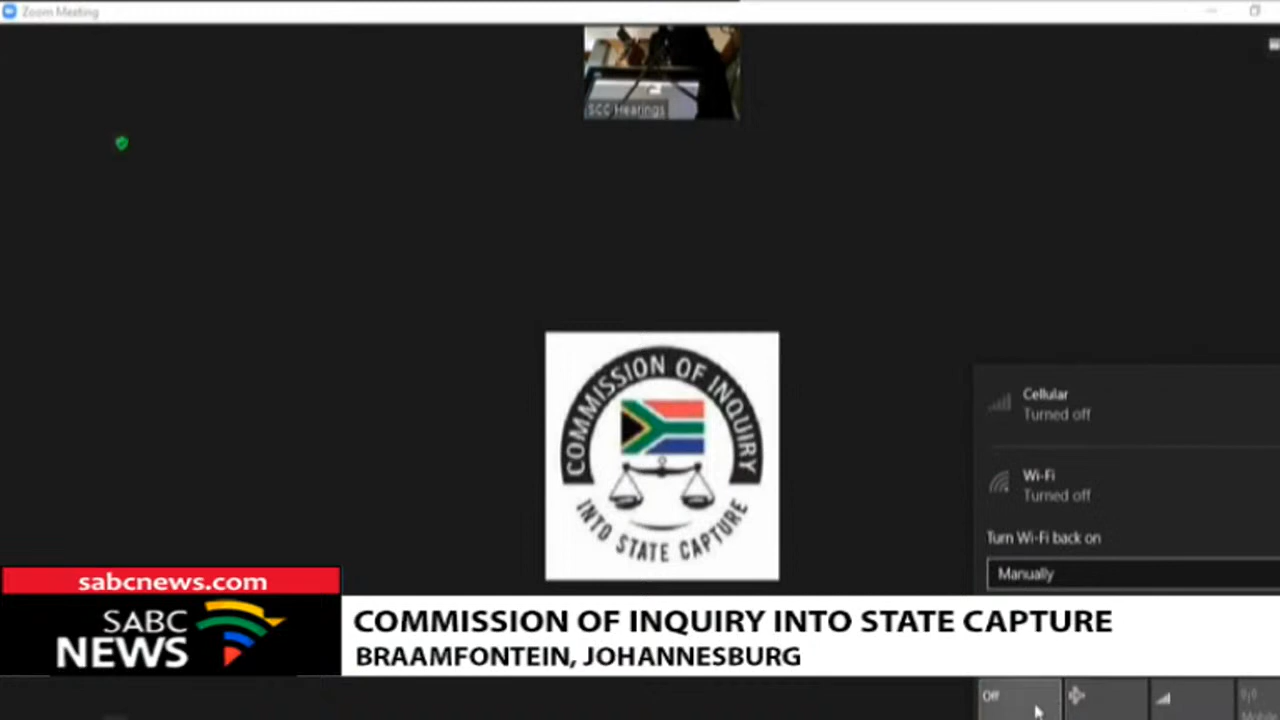 Zoom Meeting
SCC Hearings
COMMISSION OF INQUIRY
INTO STATE CAPTURE
Cellular
Turned off
Wi-Fi
Turned off
Turn Wi-Fi back on
Manually
sabcnews.com
SABC
NEWS
COMMISSION OF INQUIRY INTO STATE CAPTURE
BRAAMFONTEIN, JOHANNESBURG
Off